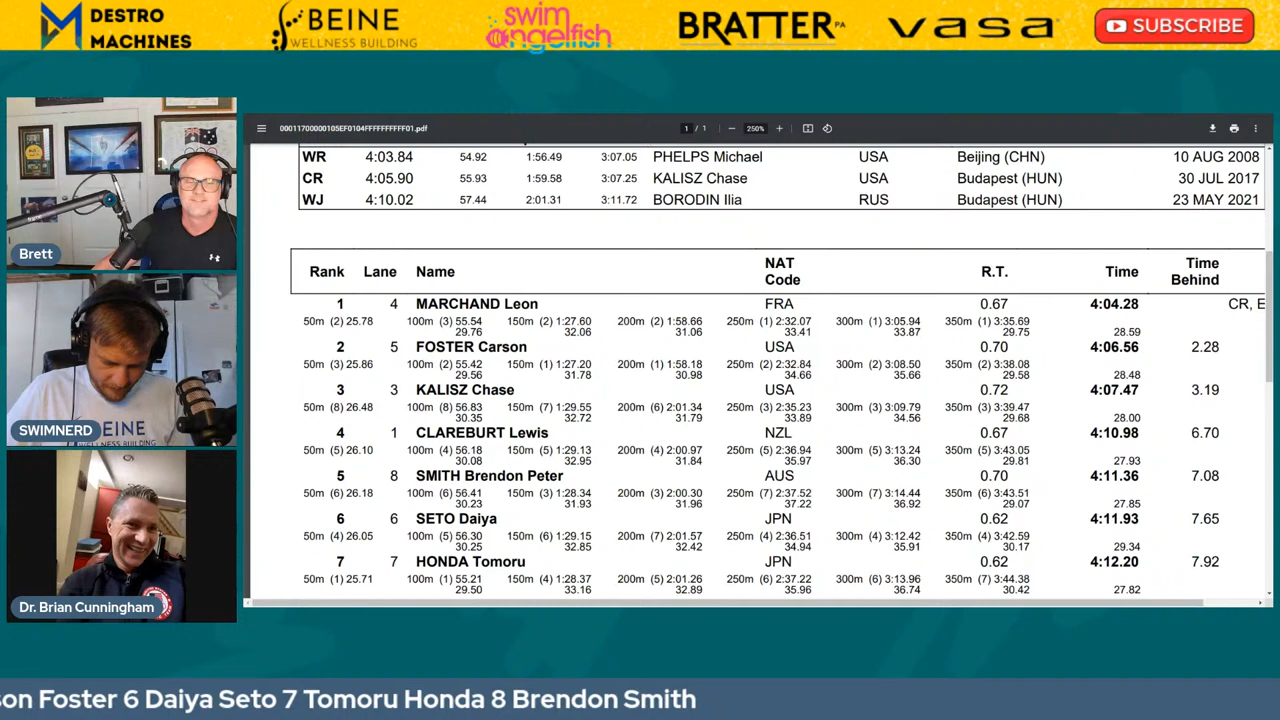 DESTRO MACHINES
BEINE WELLNESS BUILDING
swim angelfish
BRATTER PA
vasa
SUBSCRIBE
00011700000105EF0104FFFFFFFFFF01.pdf 1 / 1 250%
WR 4:03.84 54.92 1:56.49 3:07.05 PHELPS Michael USA Beijing (CHN) 10 AUG 2008
CR 4:05.90 55.93 1:59.58 3:07.25 KALISZ Chase USA Budapest (HUN) 30 JUL 2017
WJ 4:10.02 57.44 2:01.31 3:11.72 BORODIN Ilia RUS Budapest (HUN) 23 MAY 2021
Rank Lane Name NAT Code R.T. Time Time Behind
1 4 MARCHAND Leon FRA 0.67 4:04.28 CR, E
50m (2) 25.78 100m (3) 55.54 150m (2) 1:27.60 200m (2) 1:58.66 250m (1) 2:32.07 300m (1) 3:05.94 350m (1) 3:35.69
29.76 32.06 31.06 33.41 33.87 29.75 28.59
2 5 FOSTER Carson USA 0.70 4:06.56 2.28
50m (3) 25.86 100m (2) 55.42 150m (1) 1:27.20 200m (1) 1:58.18 250m (2) 2:32.84 300m (2) 3:08.50 350m (2) 3:38.08
29.56 31.78 30.98 34.66 35.66 29.58 28.48
3 3 KALISZ Chase USA 0.72 4:07.47 3.19
50m (8) 26.48 100m (8) 56.83 150m (7) 1:29.55 200m (6) 2:01.34 250m (3) 2:35.23 300m (3) 3:09.79 350m (3) 3:39.47
30.35 32.72 31.79 33.89 34.56 29.68 28.00
4 1 CLAREBURT Lewis NZL 0.67 4:10.98 6.70
50m (5) 26.10 100m (4) 56.18 150m (5) 1:29.13 200m (4) 2:00.97 250m (5) 2:36.94 300m (5) 3:13.24 350m (5) 3:43.05
30.08 32.95 31.84 35.97 36.30 29.81 27.93
5 8 SMITH Brendon Peter AUS 0.70 4:11.36 7.08
50m (6) 26.18 100m (6) 56.41 150m (3) 1:28.34 200m (3) 2:00.30 250m (7) 2:37.52 300m (7) 3:14.44 350m (6) 3:43.51
30.23 31.93 31.96 37.22 36.92 29.07 27.85
6 6 SETO Daiya JPN 0.62 4:11.93 7.65
50m (4) 26.05 100m (5) 56.30 150m (6) 1:29.15 200m (7) 2:01.57 250m (4) 2:36.51 300m (4) 3:12.42 350m (4) 3:42.59
30.25 32.85 32.42 34.94 35.91 30.17 29.34
7 7 HONDA Tomoru JPN 0.62 4:12.20 7.92
50m (1) 25.71 100m (1) 55.21 150m (4) 1:28.37 200m (5) 2:01.26 250m (6) 2:37.22 300m (6) 3:13.96 350m (7) 3:44.38
29.50 33.16 32.89 35.96 36.74 30.42 27.82
Brett
BEINE
WELLNESS BUILDING
SWIMNERD
Dr. Brian Cunningham
son Foster 6 Daiya Seto 7 Tomoru Honda 8 Brendon Smith